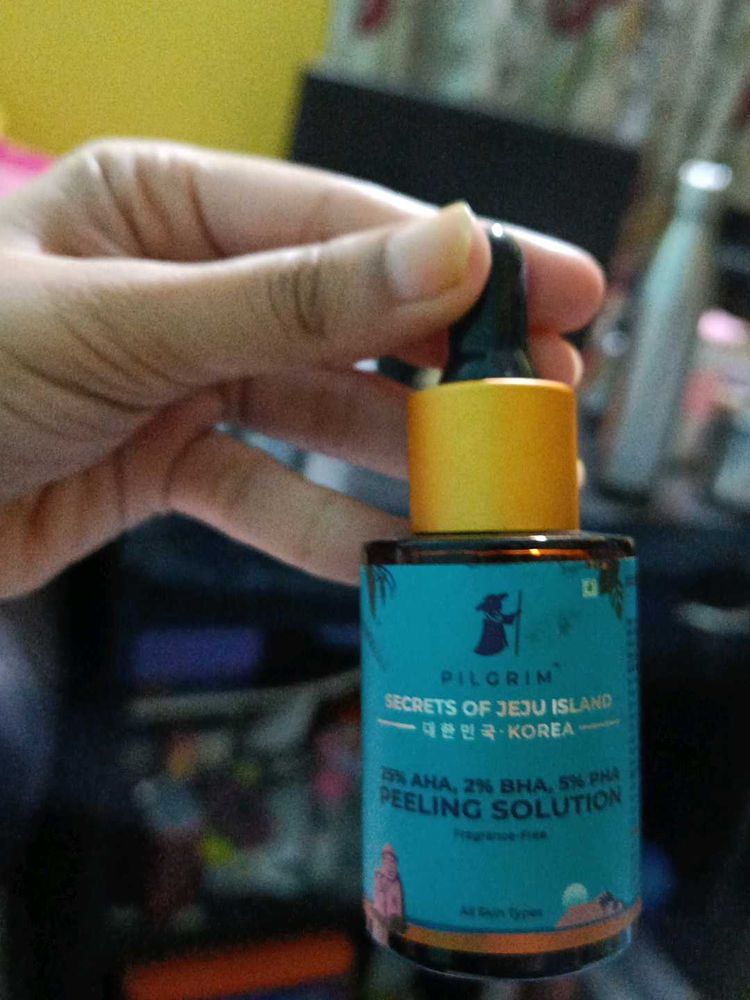 PILGRIM™
SECRETS OF JEJU ISLAND
대한민국·KOREA
25% AHA, 2% BHA, 5% PHA
PEELING SOLUTION
Fragrance-Free
All Skin Types